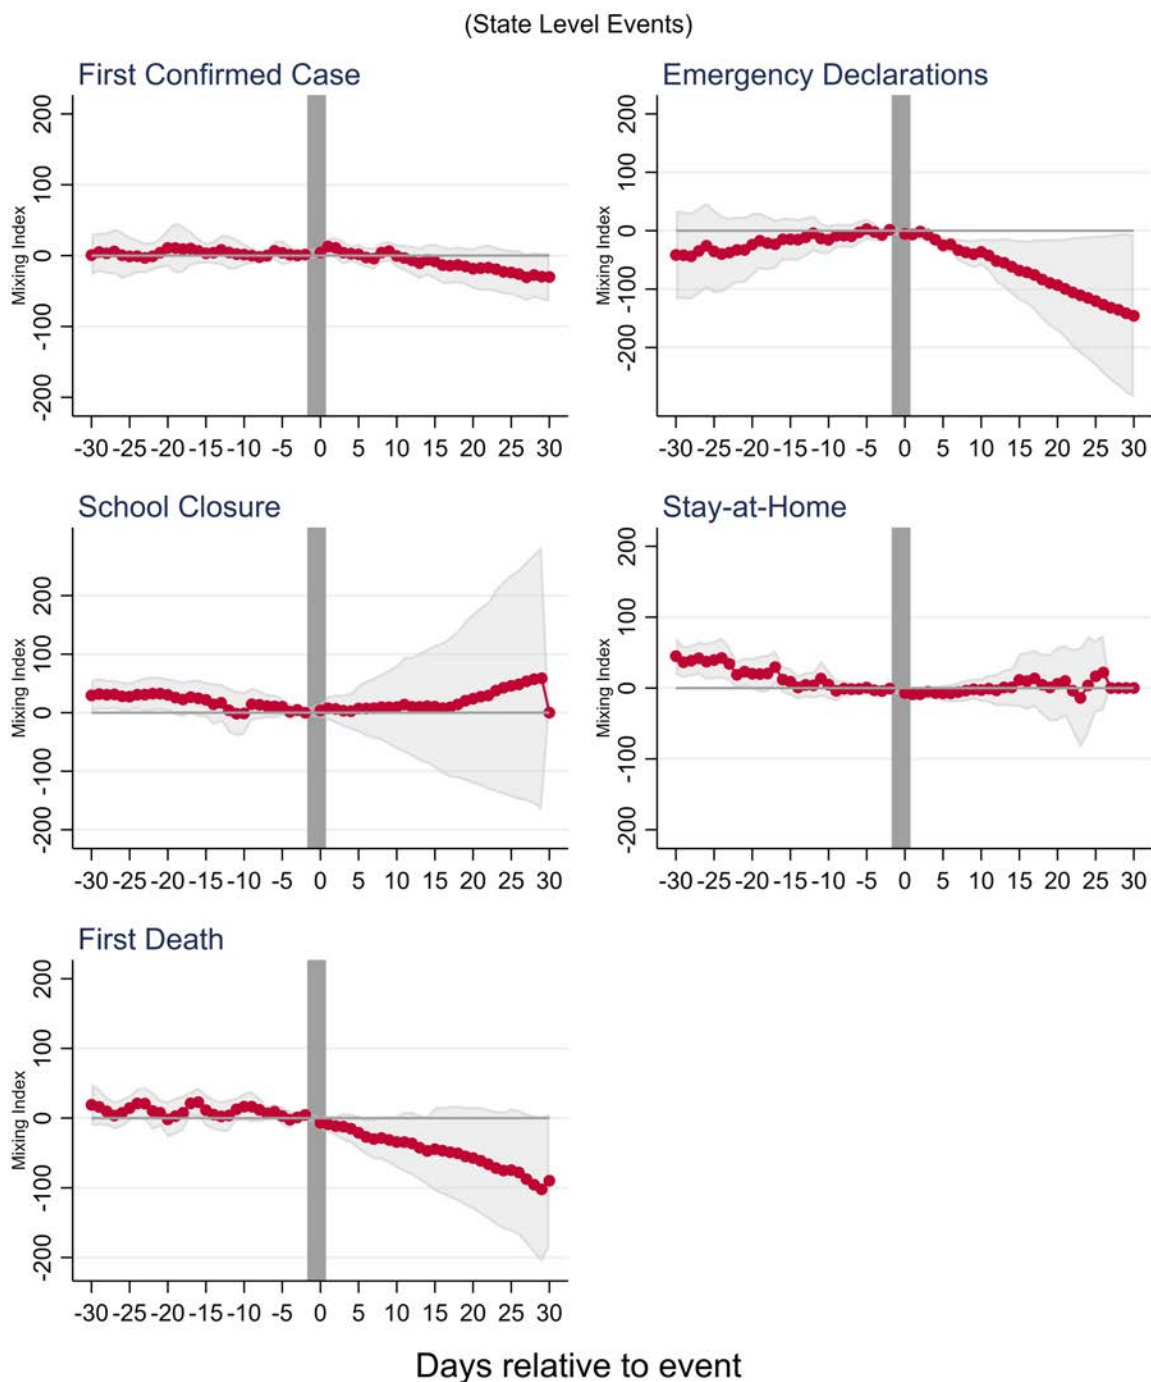 (State Level Events)
First Confirmed Case
Mixing Index
200
100
0
-100
-200
-30 -25 -20 -15 -10 -5 0 5 10 15 20 25 30
Emergency Declarations
Mixing Index
200
100
0
-100
-200
-30 -25 -20 -15 -10 -5 0 5 10 15 20 25 30
School Closure
Mixing Index
200
100
0
-100
-200
-30 -25 -20 -15 -10 -5 0 5 10 15 20 25 30
Stay-at-Home
Mixing Index
200
100
0
-100
-200
-30 -25 -20 -15 -10 -5 0 5 10 15 20 25 30
First Death
Mixing Index
200
100
0
-100
-200
-30 -25 -20 -15 -10 -5 0 5 10 15 20 25 30
Days relative to event